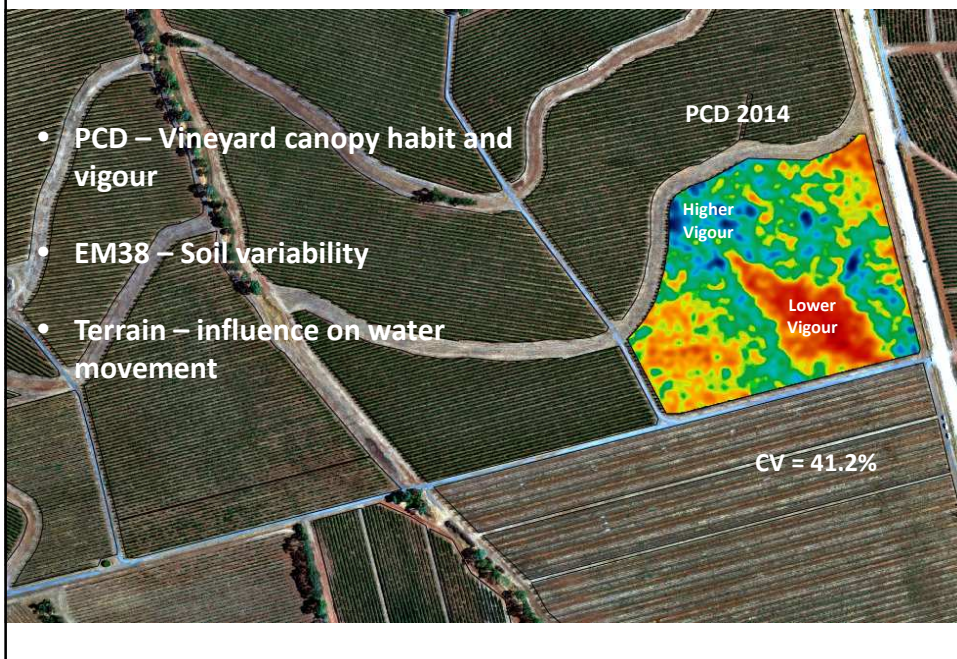 • PCD – Vineyard canopy habit and
vigour
• EM38 – Soil variability
• Terrain – influence on water
movement
PCD 2014
Higher
Vigour
Lower
Vigour
CV = 41.2%